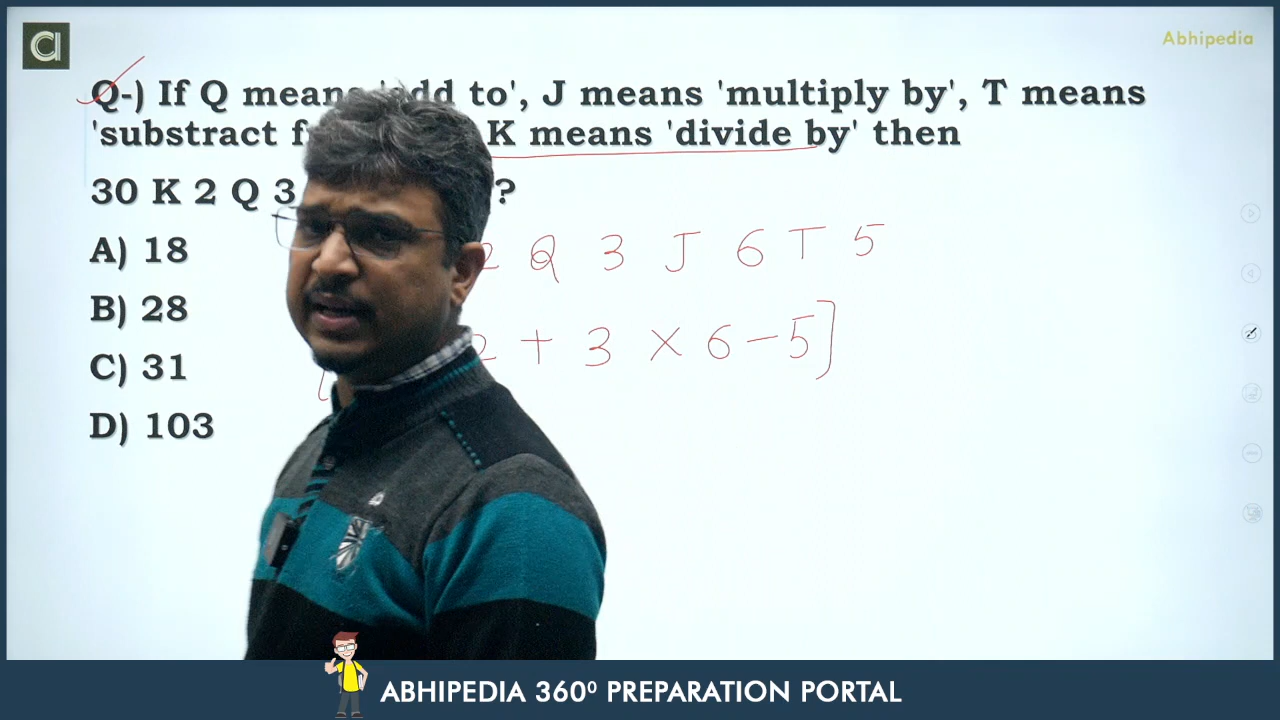 Abhipedia
Q-) If Q means 'add to', J means 'multiply by', T means
'substract K means 'divide by' then
30 K 2 Q 3 ?
A) 18
2 Q 3 J 6 T 5
B) 28
2 + 3 × 6 - 5]
C) 31
D) 103
ABHIPEDIA 360⁰ PREPARATION PORTAL